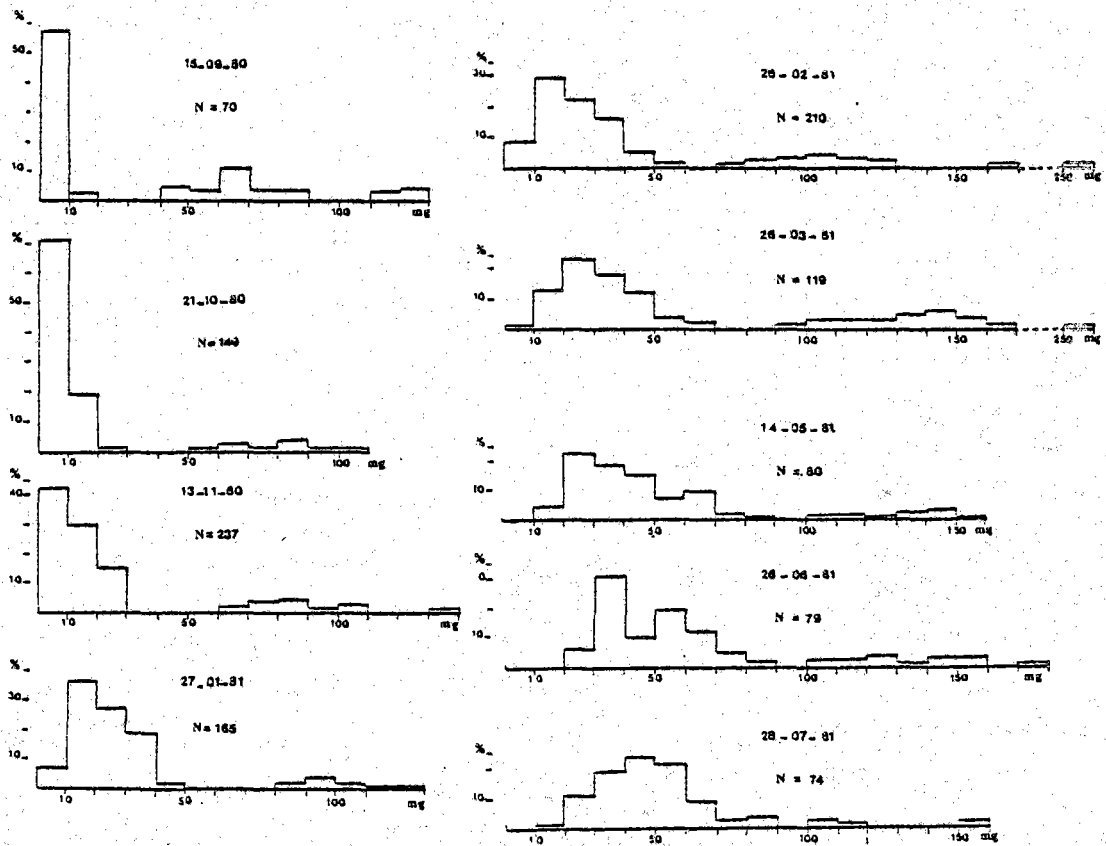 %
50
15-09-80
N = 70
10
10 50 100 mg
%
50
21-10-80
N = 140
10
10 50 100 mg
%
40
13-11-80
N = 237
10
10 50 100 mg
%
30
27-01-81
N = 165
10
10 50 100 mg
%
30
26-02-81
N = 210
10
10 50 100 150 250 mg
%
26-03-81
N = 119
10
10 50 100 150 250 mg
%
14-05-81
N = 80
10
10 50 100 150 mg
%
0
26-06-81
N = 79
10
10 50 100 150 mg
%
28-07-81
N = 74
10
10 50 100 150 mg